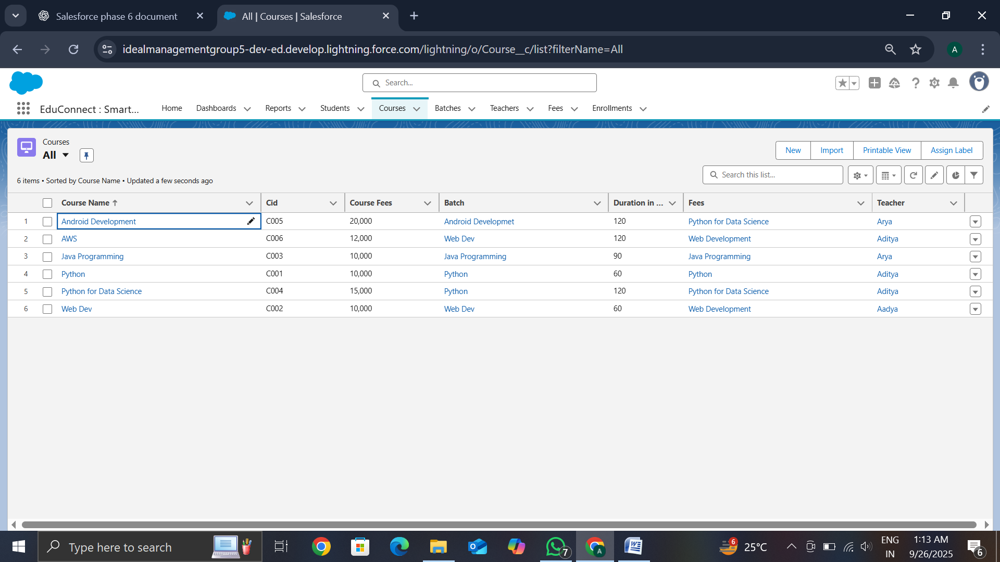 Salesforce phase 6 document
All | Courses | Salesforce
idealmanagementgroup5-dev-ed.develop.lightning.force.com/lightning/o/Course__c/list?filterName=All
A
Search...
EduConnect : Smart...
Home
Dashboards
Reports
Students
Courses
Batches
Teachers
Fees
Enrollments
Courses
All
New
Import
Printable View
Assign Label
6 items • Sorted by Course Name • Updated a few seconds ago
Search this list...
Course Name Cid Course Fees Batch Duration in ... Fees Teacher
1 Android Development C005 20,000 Android Developmet 120 Python for Data Science Arya
2 AWS C006 12,000 Web Dev 120 Web Development Aditya
3 Java Programming C003 10,000 Java Programming 90 Java Programming Arya
4 Python C001 10,000 Python 60 Python Aditya
5 Python for Data Science C004 15,000 Python 120 Python for Data Science Aditya
6 Web Dev C002 10,000 Web Dev 60 Web Development Aadya
Type here to search
7
A
6
25°C
ENG
IN
1:13 AM
9/26/2025
6